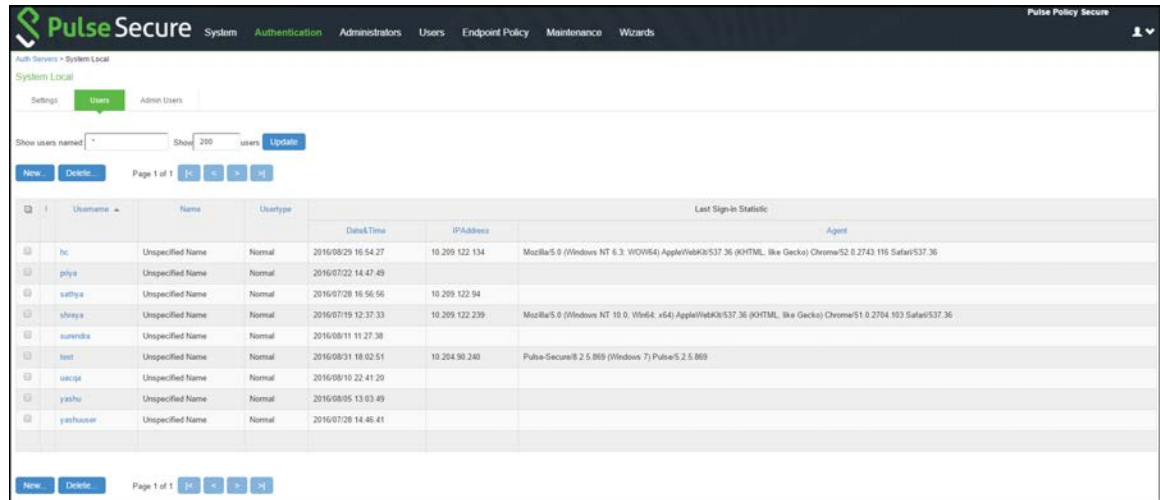 Pulse Policy Secure
Pulse Secure System Authentication Administrators Users Endpoint Policy Maintenance Wizards
Auth Servers > System Local
System Local
Settings Users Admin Users
Show users named: * Show 200 users Update
New... Delete... Page 1 of 1 |< < > >|
Username Name Usertype Last Sign-in Statistic
Date&Time IPAddress Agent
hc Unspecified Name Normal 2016/08/29 16:54:27 10.209.122.134 Mozilla/5.0 (Windows NT 6.3; WOW64) AppleWebKit/537.36 (KHTML, like Gecko) Chrome/52.0.2743.116 Safari/537.36
priya Unspecified Name Normal 2016/07/22 14:47:49
sathya Unspecified Name Normal 2016/07/28 16:56:56 10.209.122.94
shreya Unspecified Name Normal 2016/07/19 12:37:33 10.209.122.239 Mozilla/5.0 (Windows NT 10.0; Win64; x64) AppleWebKit/537.36 (KHTML, like Gecko) Chrome/51.0.2704.103 Safari/537.36
surendra Unspecified Name Normal 2016/08/11 11:27:38
test Unspecified Name Normal 2016/08/31 18:02:51 10.204.90.240 Pulse-Secure/8.2.5.869 (Windows 7) Pulse/5.2.5.869
uacqa Unspecified Name Normal 2016/08/10 22:41:20
yashu Unspecified Name Normal 2016/08/05 13:03:49
yashuuser Unspecified Name Normal 2016/07/28 14:46:41
New... Delete... Page 1 of 1 |< < > >|